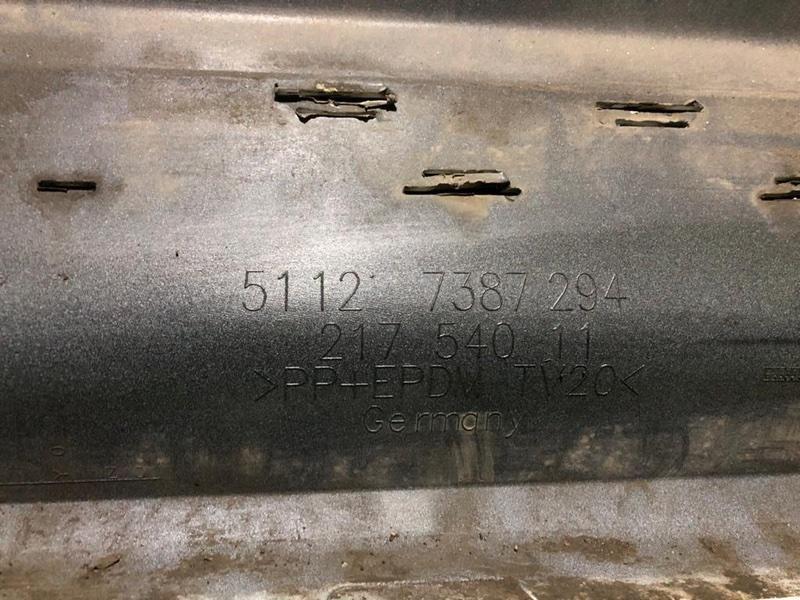 51 12 7387 294
217 540 11
>PP+EPDM TV20<
Germany